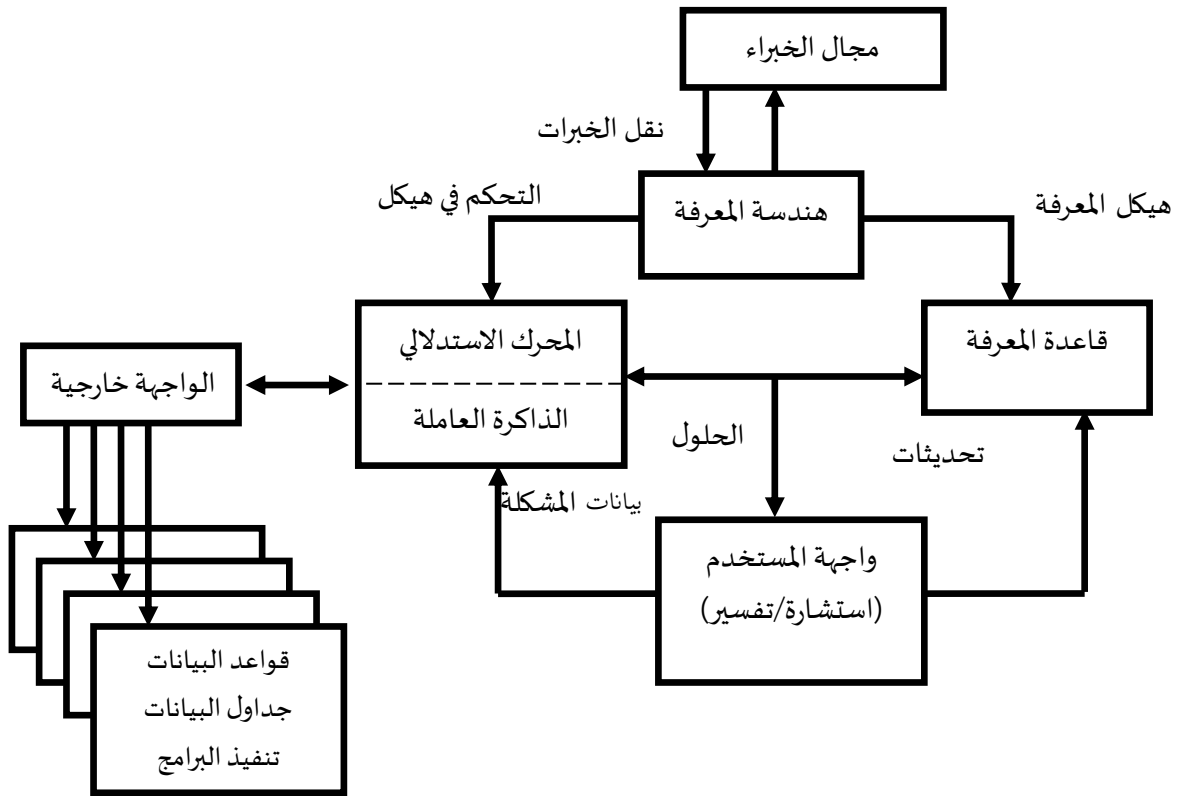 مجال الخبراء
نقل الخبرات
التحكم في هيكل
هندسة المعرفة
هيكل المعرفة
المحرك الاستدلالي
قاعدة المعرفة
الواجهة خارجية
الذاكرة العاملة
الحلول
تحديثات
بيانات المشكلة
واجهة المستخدم
(استشارة/تفسير)
قواعد البيانات
جداول البيانات
تنفيذ البرامج